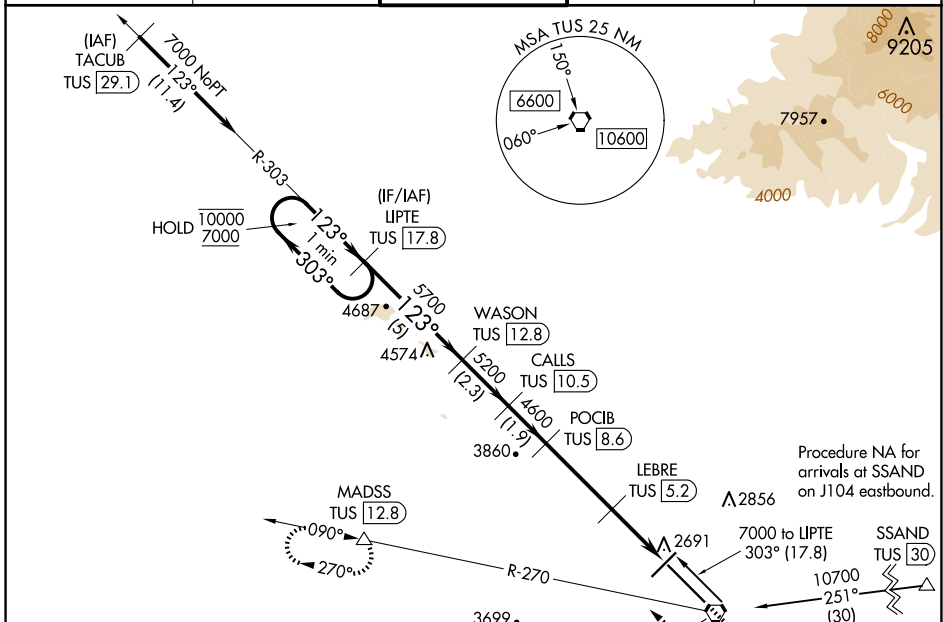 (IAF)
TACUB
TUS 29.1
7000 NoPT
123°
(11.4)
R-303
MSA TUS 25 NM
150°
6600
060°
10600
8000
9205
6000
7957
4000
HOLD 10000
7000
123°
1 min
303°
(IF/IAF)
LIPTE
TUS 17.8
4687
5700
123°
(5)
4574
WASON
TUS 12.8
5200
(2.3)
CALLS
TUS 10.5
4600
(1.9)
POCIB
TUS 8.6
3860
LEBRE
TUS 5.2
2856
Procedure NA for
arrivals at SSAND
on J104 eastbound.
MADSS
TUS 12.8
090°
270°
R-270
2691
7000 to LIPTE
303° (17.8)
SSAND
TUS 30
10700
251°
(30)
3699